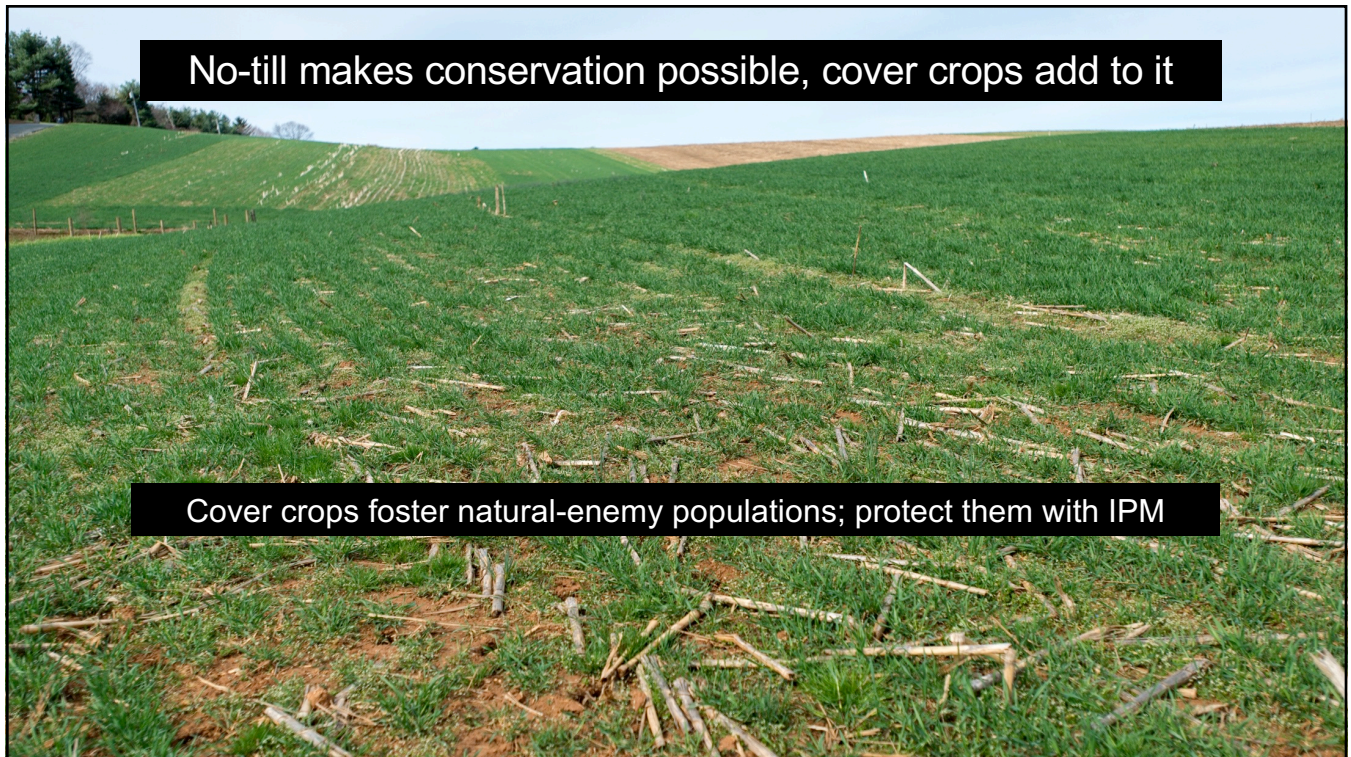 No-till makes conservation possible, cover crops add to it
Cover crops foster natural-enemy populations; protect them with IPM